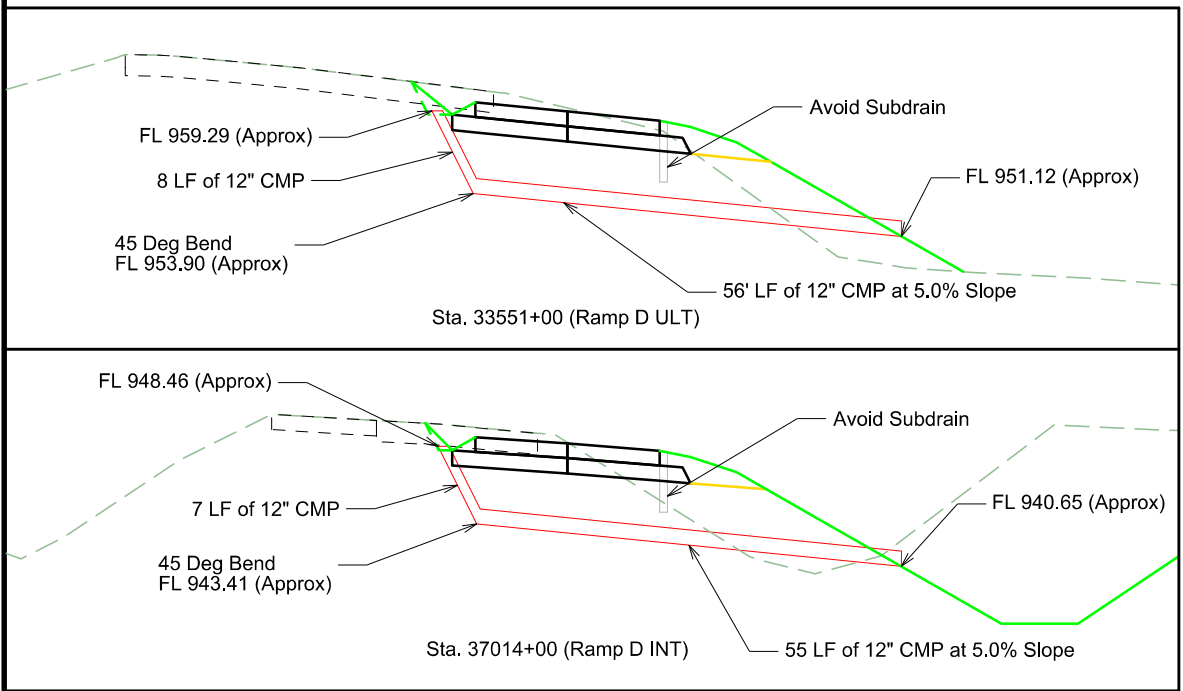 FL 959.29 (Approx)
8 LF of 12" CMP
45 Deg Bend
FL 953.90 (Approx)
Avoid Subdrain
FL 951.12 (Approx)
56' LF of 12" CMP at 5.0% Slope
Sta. 33551+00 (Ramp D ULT)
FL 948.46 (Approx)
7 LF of 12" CMP
45 Deg Bend
FL 943.41 (Approx)
Avoid Subdrain
FL 940.65 (Approx)
55 LF of 12" CMP at 5.0% Slope
Sta. 37014+00 (Ramp D INT)